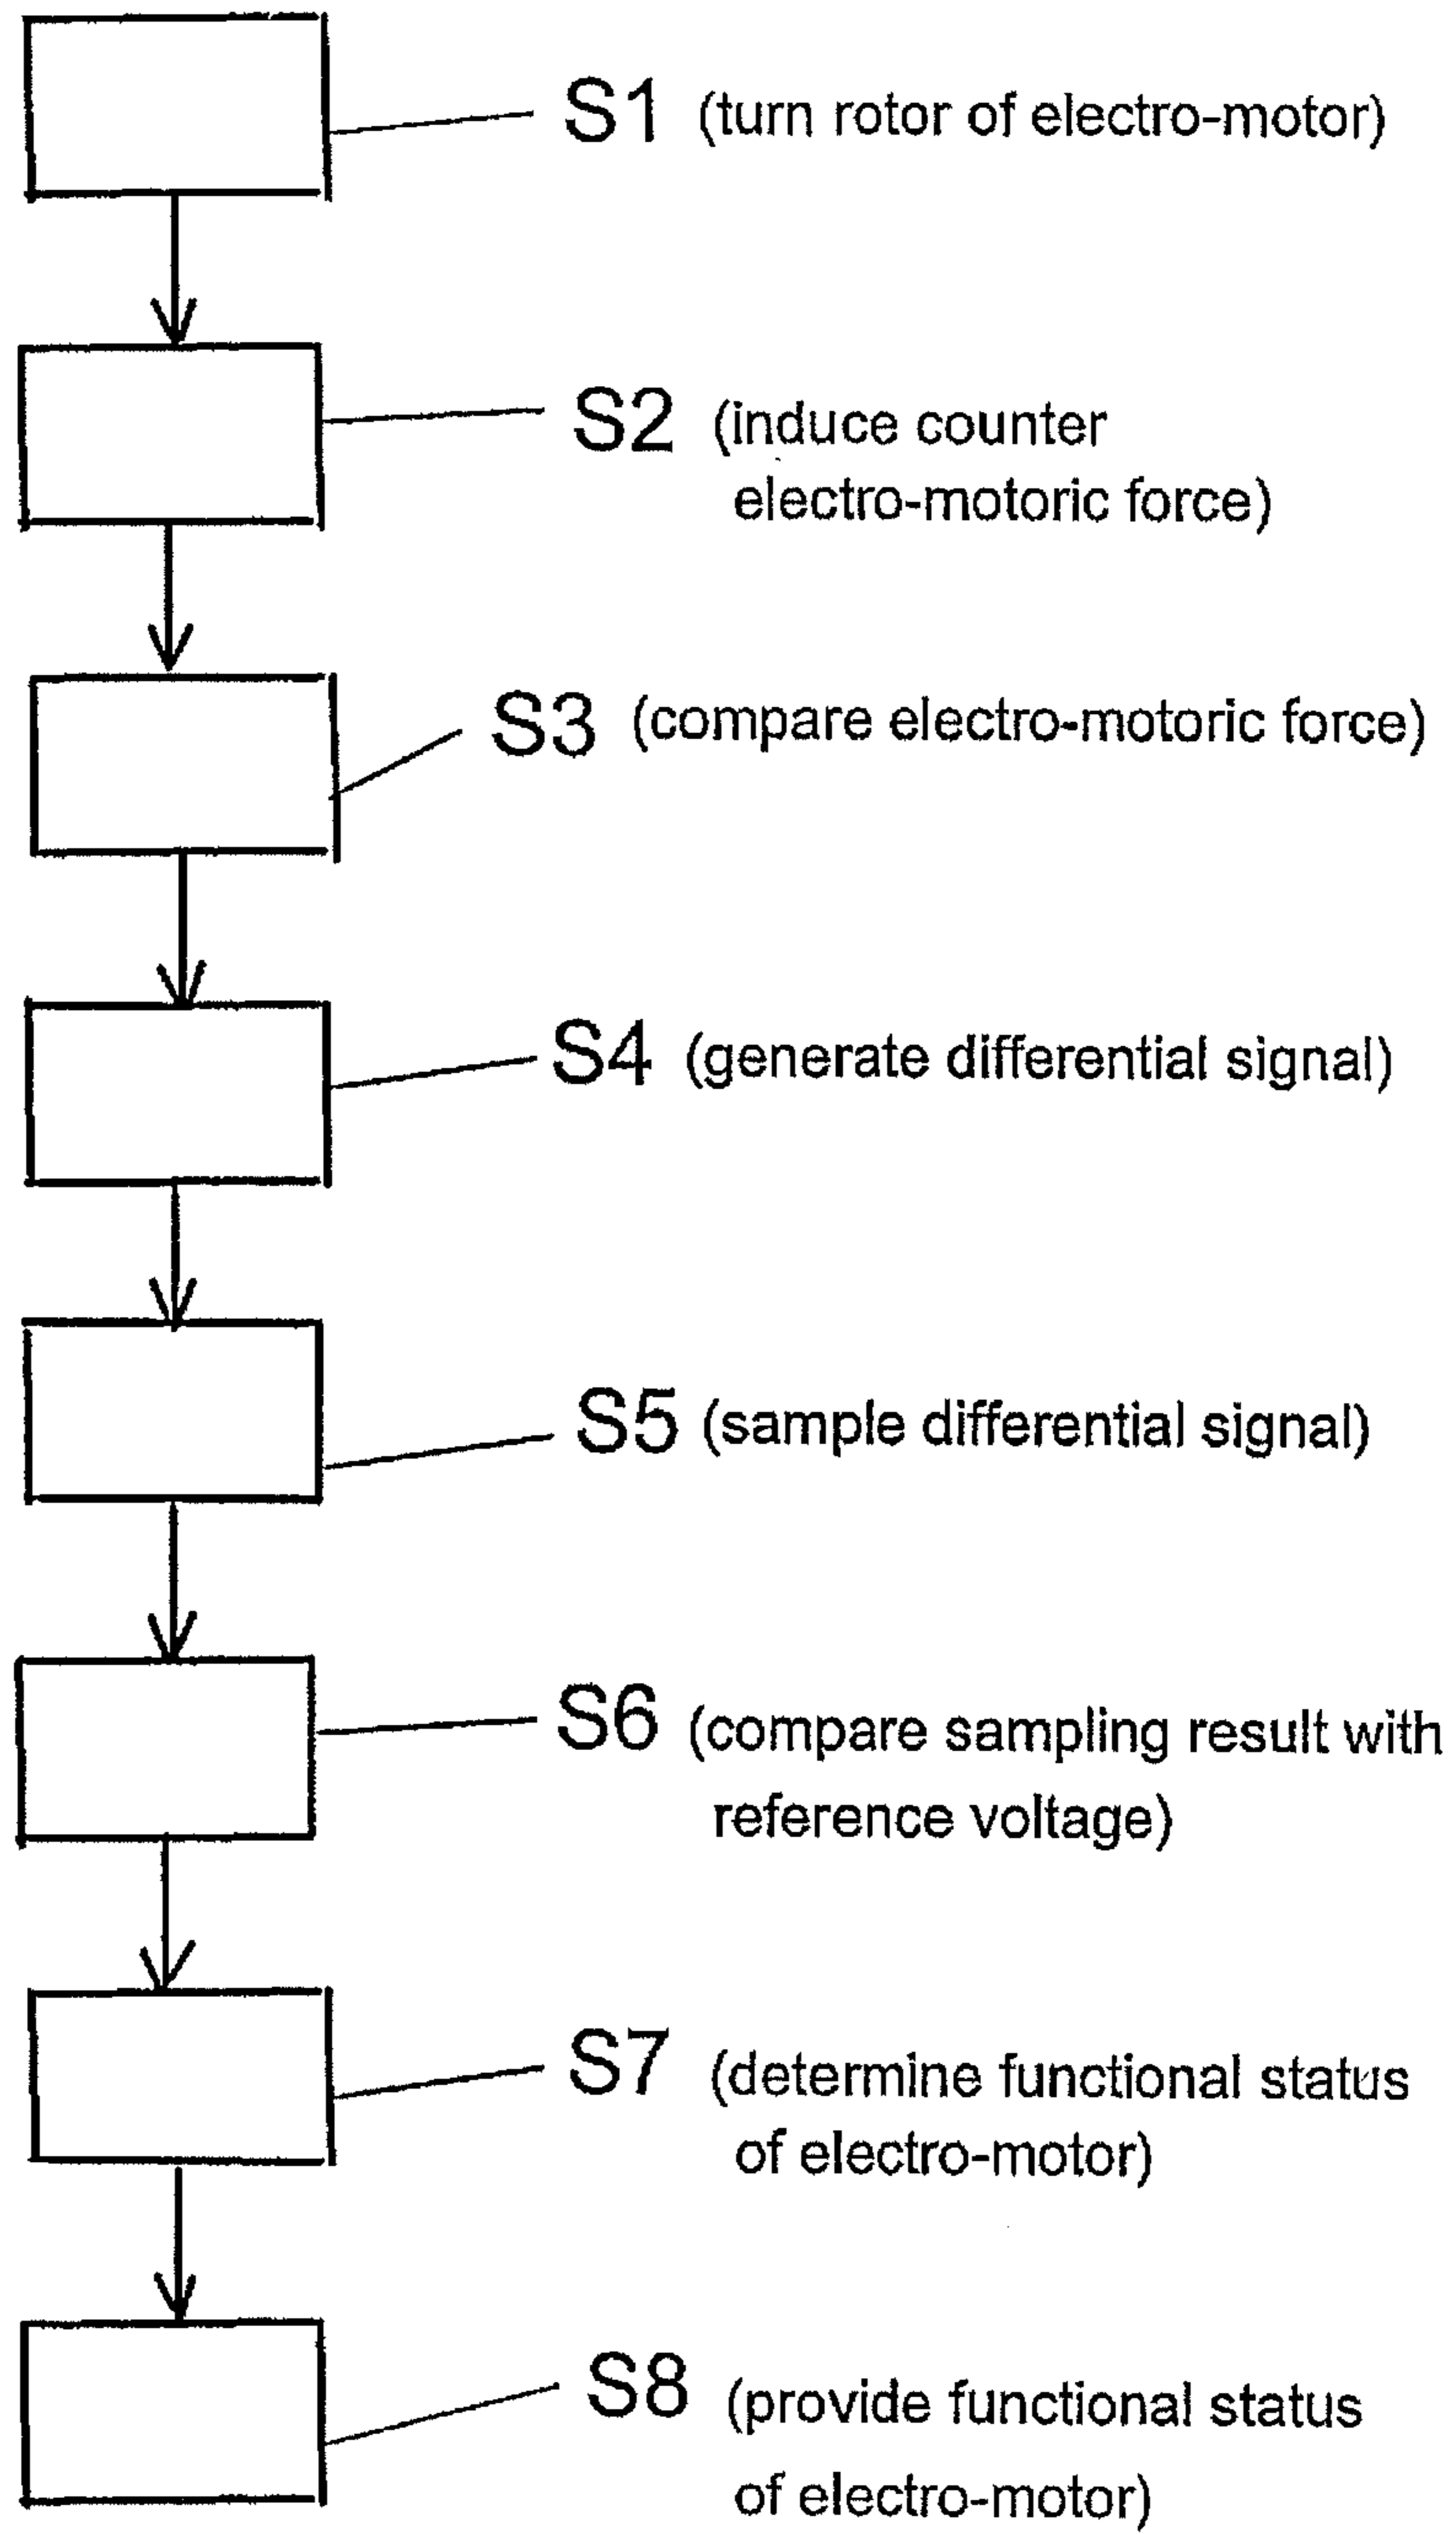 S1 (turn rotor of electro-motor)
S2 (induce counter
electro-motoric force)
S3 (compare electro-motoric force)
S4 (generate differential signal)
S5 (sample differential signal)
S6 (compare sampling result with
reference voltage)
S7 (determine functional status
of electro-motor)
S8 (provide functional status
of electro-motor)